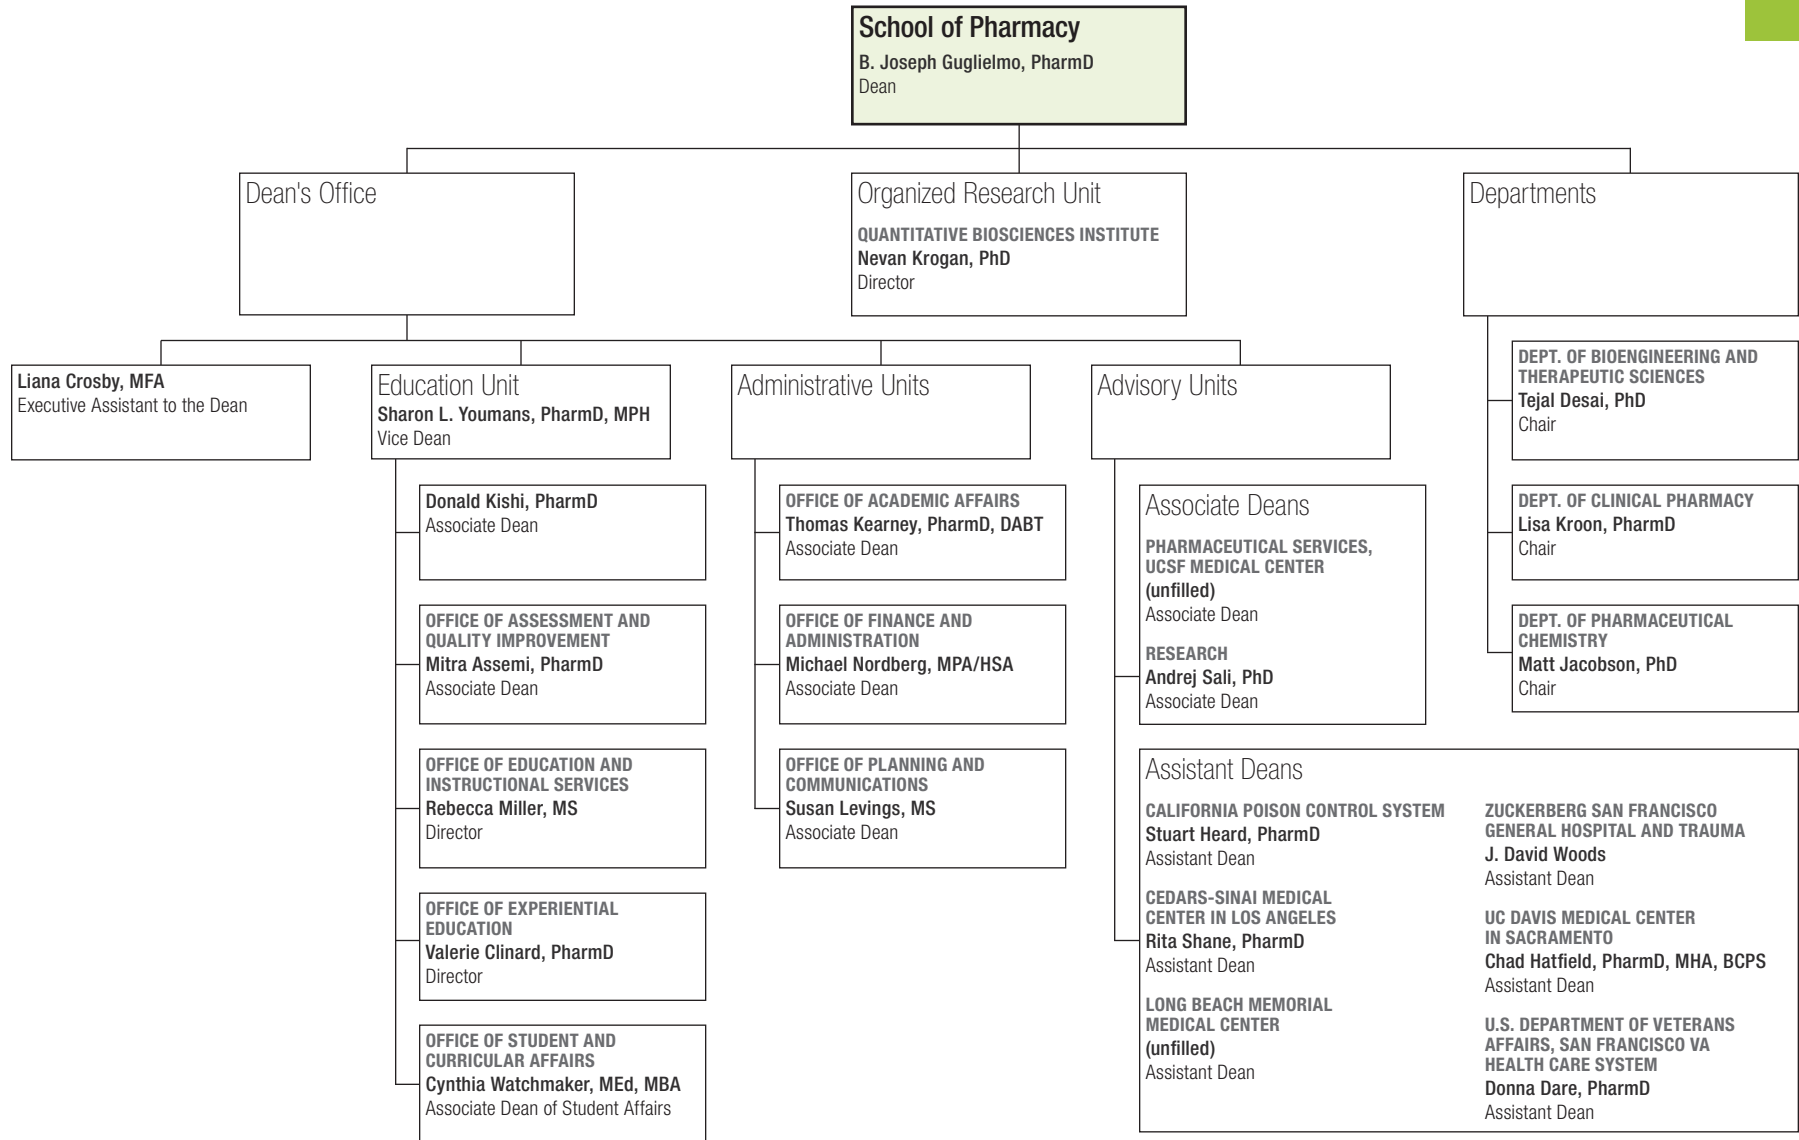 School of Pharmacy
B. Joseph Guglielmo, PharmD
Dean
Dean's Office
Organized Research Unit
QUANTITATIVE BIOSCIENCES INSTITUTE
Nevan Krogan, PhD
Director
Departments
Liana Crosby, MFA
Executive Assistant to the Dean
Education Unit
Sharon L. Youmans, PharmD, MPH
Vice Dean
Donald Kishi, PharmD
Associate Dean
OFFICE OF ASSESSMENT AND
QUALITY IMPROVEMENT
Mitra Assemi, PharmD
Associate Dean
OFFICE OF EDUCATION AND
INSTRUCTIONAL SERVICES
Rebecca Miller, MS
Director
OFFICE OF EXPERIENTIAL
EDUCATION
Valerie Clinard, PharmD
Director
OFFICE OF STUDENT AND
CURRICULAR AFFAIRS
Cynthia Watchmaker, MEd, MBA
Associate Dean of Student Affairs
Administrative Units
OFFICE OF ACADEMIC AFFAIRS
Thomas Kearney, PharmD, DABT
Associate Dean
OFFICE OF FINANCE AND
ADMINISTRATION
Michael Nordberg, MPA/HSA
Associate Dean
OFFICE OF PLANNING AND
COMMUNICATIONS
Susan Levings, MS
Associate Dean
Advisory Units
Associate Deans
PHARMACEUTICAL SERVICES,
UCSF MEDICAL CENTER
(unfilled)
Associate Dean
RESEARCH
Andrej Sali, PhD
Associate Dean
Assistant Deans
CALIFORNIA POISON CONTROL SYSTEM
Stuart Heard, PharmD
Assistant Dean
CEDARS-SINAI MEDICAL
CENTER IN LOS ANGELES
Rita Shane, PharmD
Assistant Dean
LONG BEACH MEMORIAL
MEDICAL CENTER
(unfilled)
Assistant Dean
ZUCKERBERG SAN FRANCISCO
GENERAL HOSPITAL AND TRAUMA
J. David Woods
Assistant Dean
UC DAVIS MEDICAL CENTER
IN SACRAMENTO
Chad Hatfield, PharmD, MHA, BCPS
Assistant Dean
U.S. DEPARTMENT OF VETERANS
AFFAIRS, SAN FRANCISCO VA
HEALTH CARE SYSTEM
Donna Dare, PharmD
Assistant Dean
DEPT. OF BIOENGINEERING AND
THERAPEUTIC SCIENCES
Tejal Desai, PhD
Chair
DEPT. OF CLINICAL PHARMACY
Lisa Kroon, PharmD
Chair
DEPT. OF PHARMACEUTICAL
CHEMISTRY
Matt Jacobson, PhD
Chair